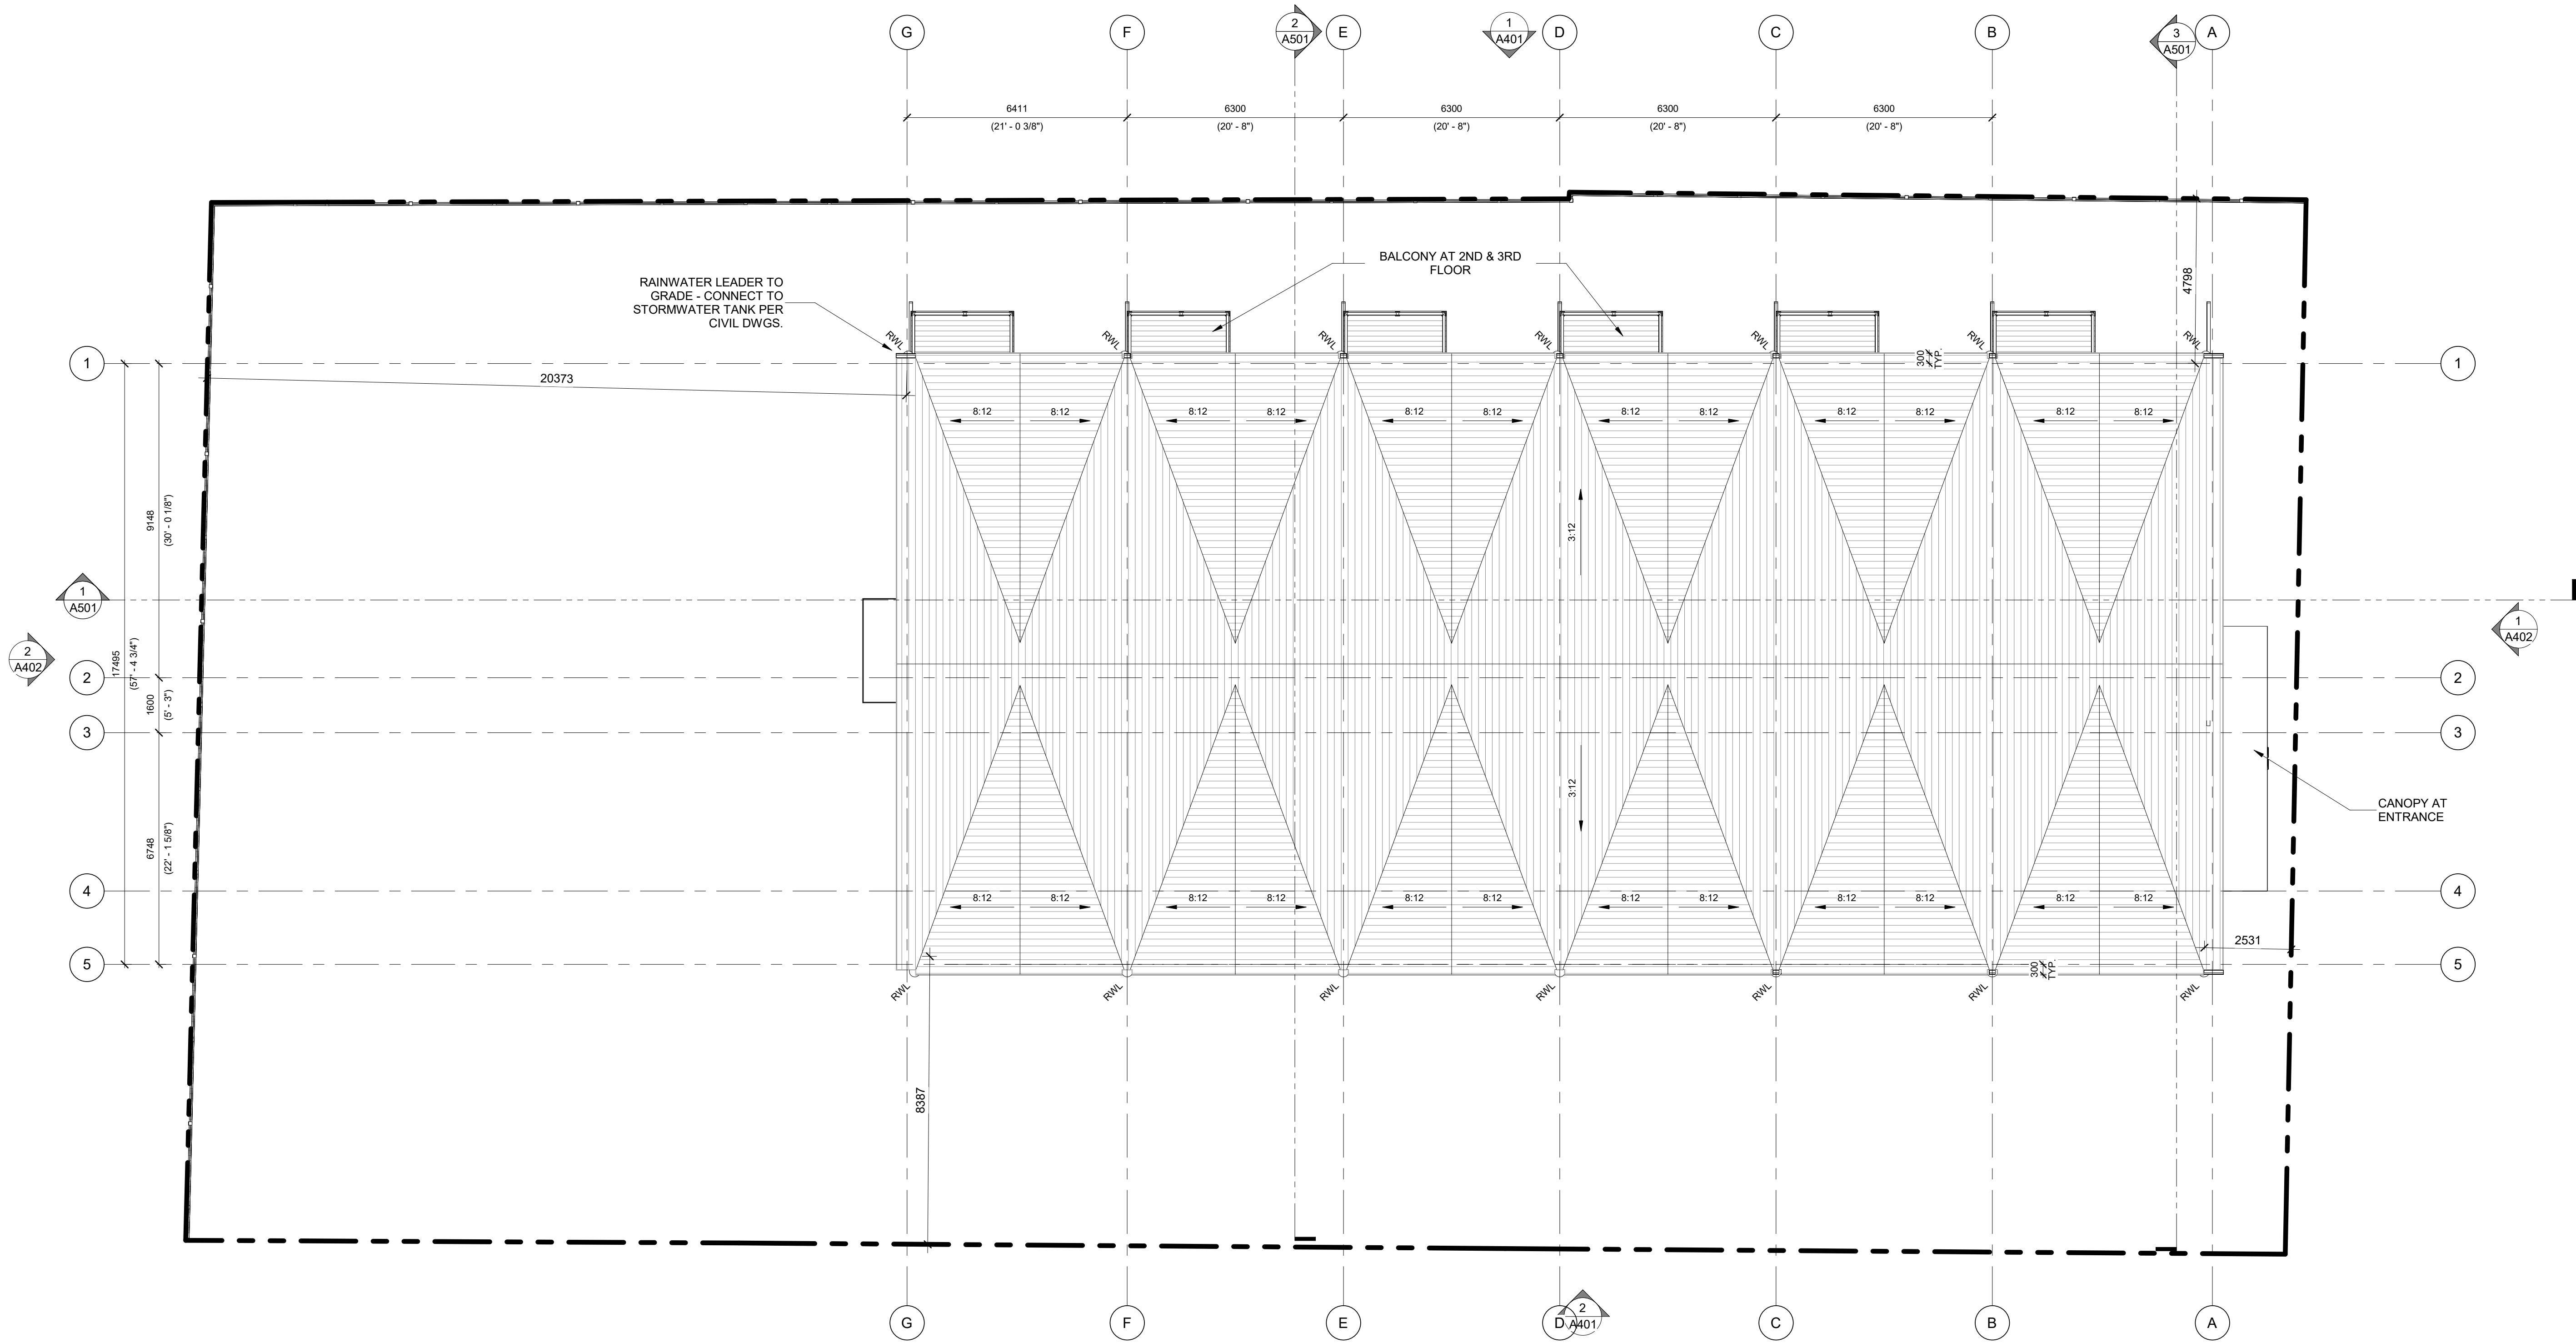 G
F
2
A501
E
1
A401
D
C
B
3
A501
A
6411
(21' - 0 3/8")
6300
(20' - 8")
6300
(20' - 8")
6300
(20' - 8")
6300
(20' - 8")
RAINWATER LEADER TO
GRADE - CONNECT TO
STORMWATER TANK PER
CIVIL DWGS.
BALCONY AT 2ND & 3RD
FLOOR
4798
RWL
RWL
RWL
RWL
RWL
RWL
RWL
300
TYP.
1
1
20373
8:12
8:12
8:12
8:12
8:12
8:12
8:12
8:12
8:12
8:12
8:12
8:12
9148
(30' - 0 1/8")
3:12
1
A501
2
A402
17495
(57' - 4 3/4")
1
A402
2
2
1600
(5' - 3")
3
3
3:12
CANOPY AT
ENTRANCE
6748
(22' - 1 5/8")
4
4
8:12
8:12
8:12
8:12
8:12
8:12
8:12
8:12
8:12
8:12
8:12
8:12
2531
5
5
300
TYP.
RWL
RWL
RWL
RWL
RWL
RWL
RWL
8387
G
F
E
D
2
A401
C
B
A